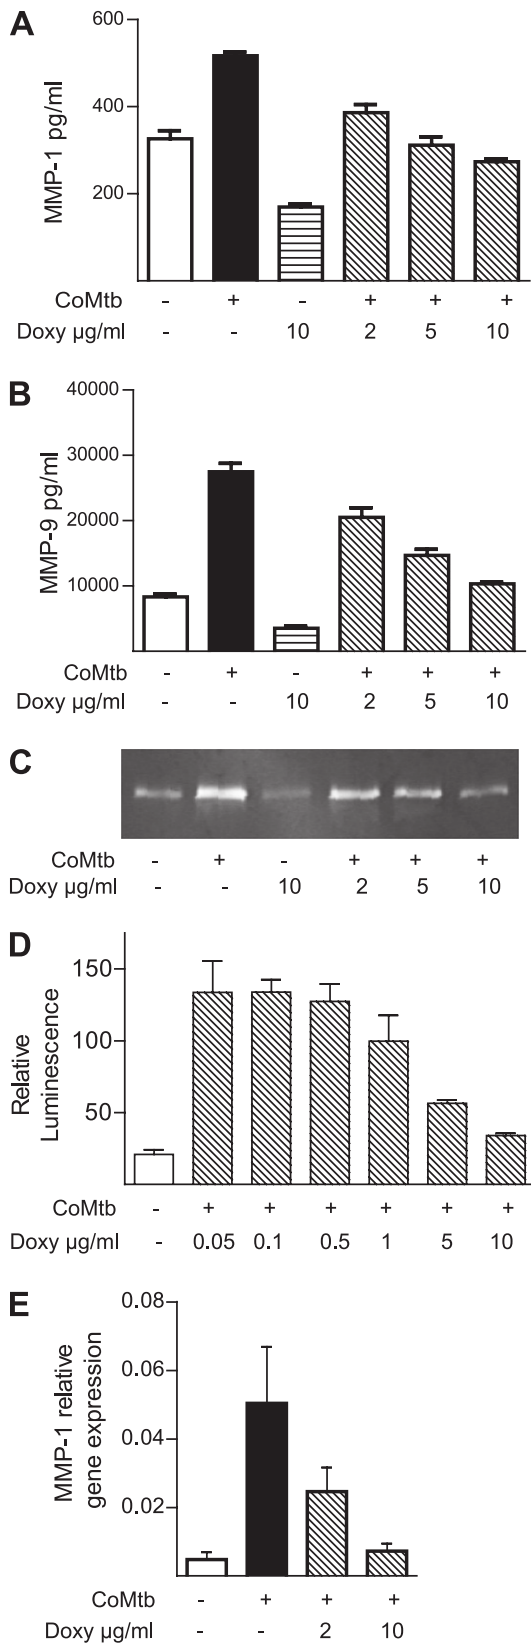 A
MMP-1 pg/ml
600
400
200
CoMtb - + - + + +
Doxy µg/ml - - 10 2 5 10
B
MMP-9 pg/ml
40000
30000
20000
10000
CoMtb - + - + + +
Doxy µg/ml - - 10 2 5 10
C
CoMtb - + - + + +
Doxy µg/ml - - 10 2 5 10
D
Relative
Luminescence
150
100
50
CoMtb - + + + + + +
Doxy µg/ml - 0.05 0.1 0.5 1 5 10
E
MMP-1 relative
gene expression
0.08
0.06
0.04
0.02
CoMtb - + + +
Doxy µg/ml - - 2 10